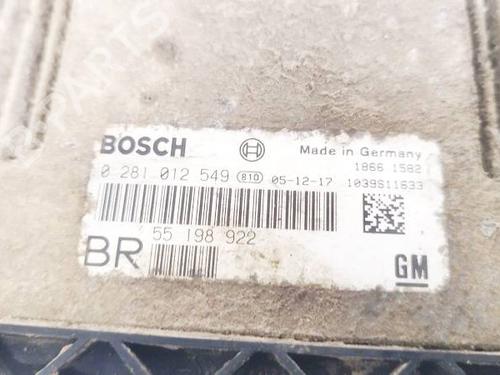 BOSCH Made in Germany
1866 1582
0 281 012 549 810 05-12-17 1039S11633
55 198 922
BR
GM